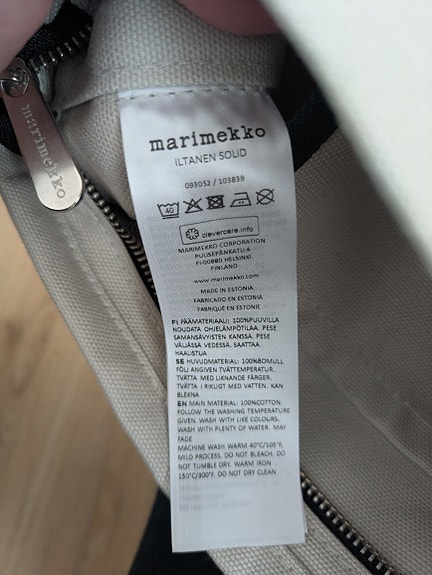 marimekko
marimekko
ILTANEN SOLID
093052 / 103839
40
clevercare.info
MARIMEKKO CORPORATION
PUUSEPÄNKATU 4
FI-00880 HELSINKI
FINLAND
www.marimekko.com
MADE IN ESTONIA
FABRICADO EN ESTONIA
FABRIQUÉ EN ESTONIE
FI PÄÄMATERIAALI: 100%PUUVILLA
NOUDATA OHJELÄMPÖTILAA. PESE
SAMANSÄVYISTEN KANSSA. PESE
VÄLJÄSSÄ VEDESSÄ. SAATTAA
HAALISTUA
SE HUVUDMATERIAL: 100%BOMULL
FÖLJ ANGIVEN TVÄTTEMPERATUR.
TVÄTTA MED LIKNANDE FÄRGER.
TVÄTTA I RIKLIGT MED VATTEN. KAN
BLEKNA
EN MAIN MATERIAL: 100%COTTON
FOLLOW THE WASHING TEMPERATURE
GIVEN. WASH WITH LIKE COLOURS.
WASH WITH PLENTY OF WATER. MAY
FADE
MACHINE WASH WARM 40°C/105°F,
MILD PROCESS. DO NOT BLEACH. DO
NOT TUMBLE DRY. WARM IRON
150°C/300°F. DO NOT DRY CLEAN